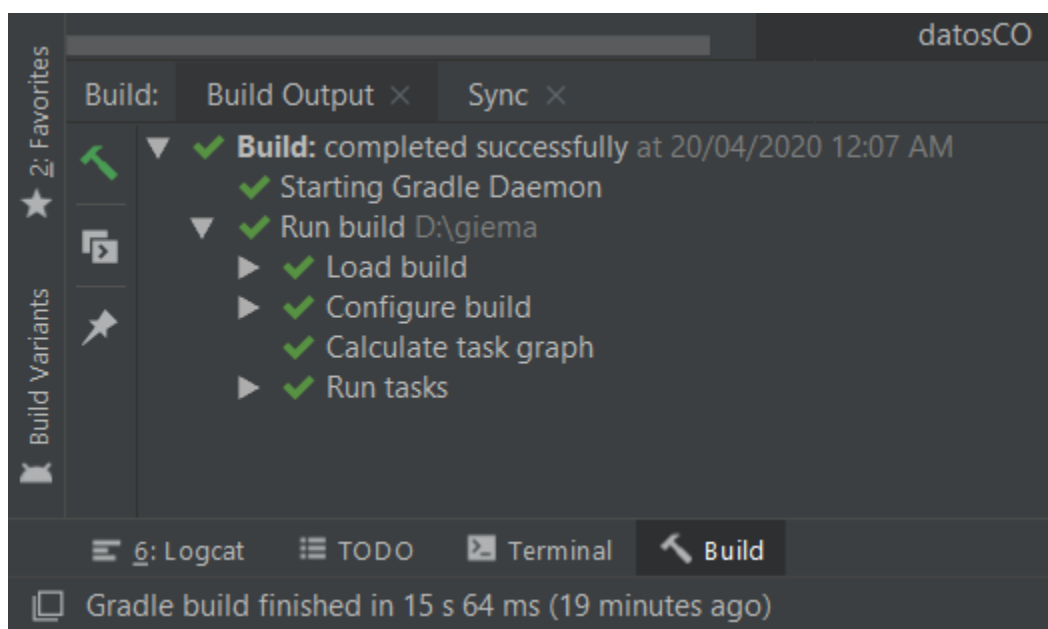 datosCO
2: Favorites
Build Variants
Build: Build Output Sync
Build: completed successfully at 20/04/2020 12:07 AM
Starting Gradle Daemon
Run build D:\giema
Load build
Configure build
Calculate task graph
Run tasks
6: Logcat TODO Terminal Build
Gradle build finished in 15 s 64 ms (19 minutes ago)